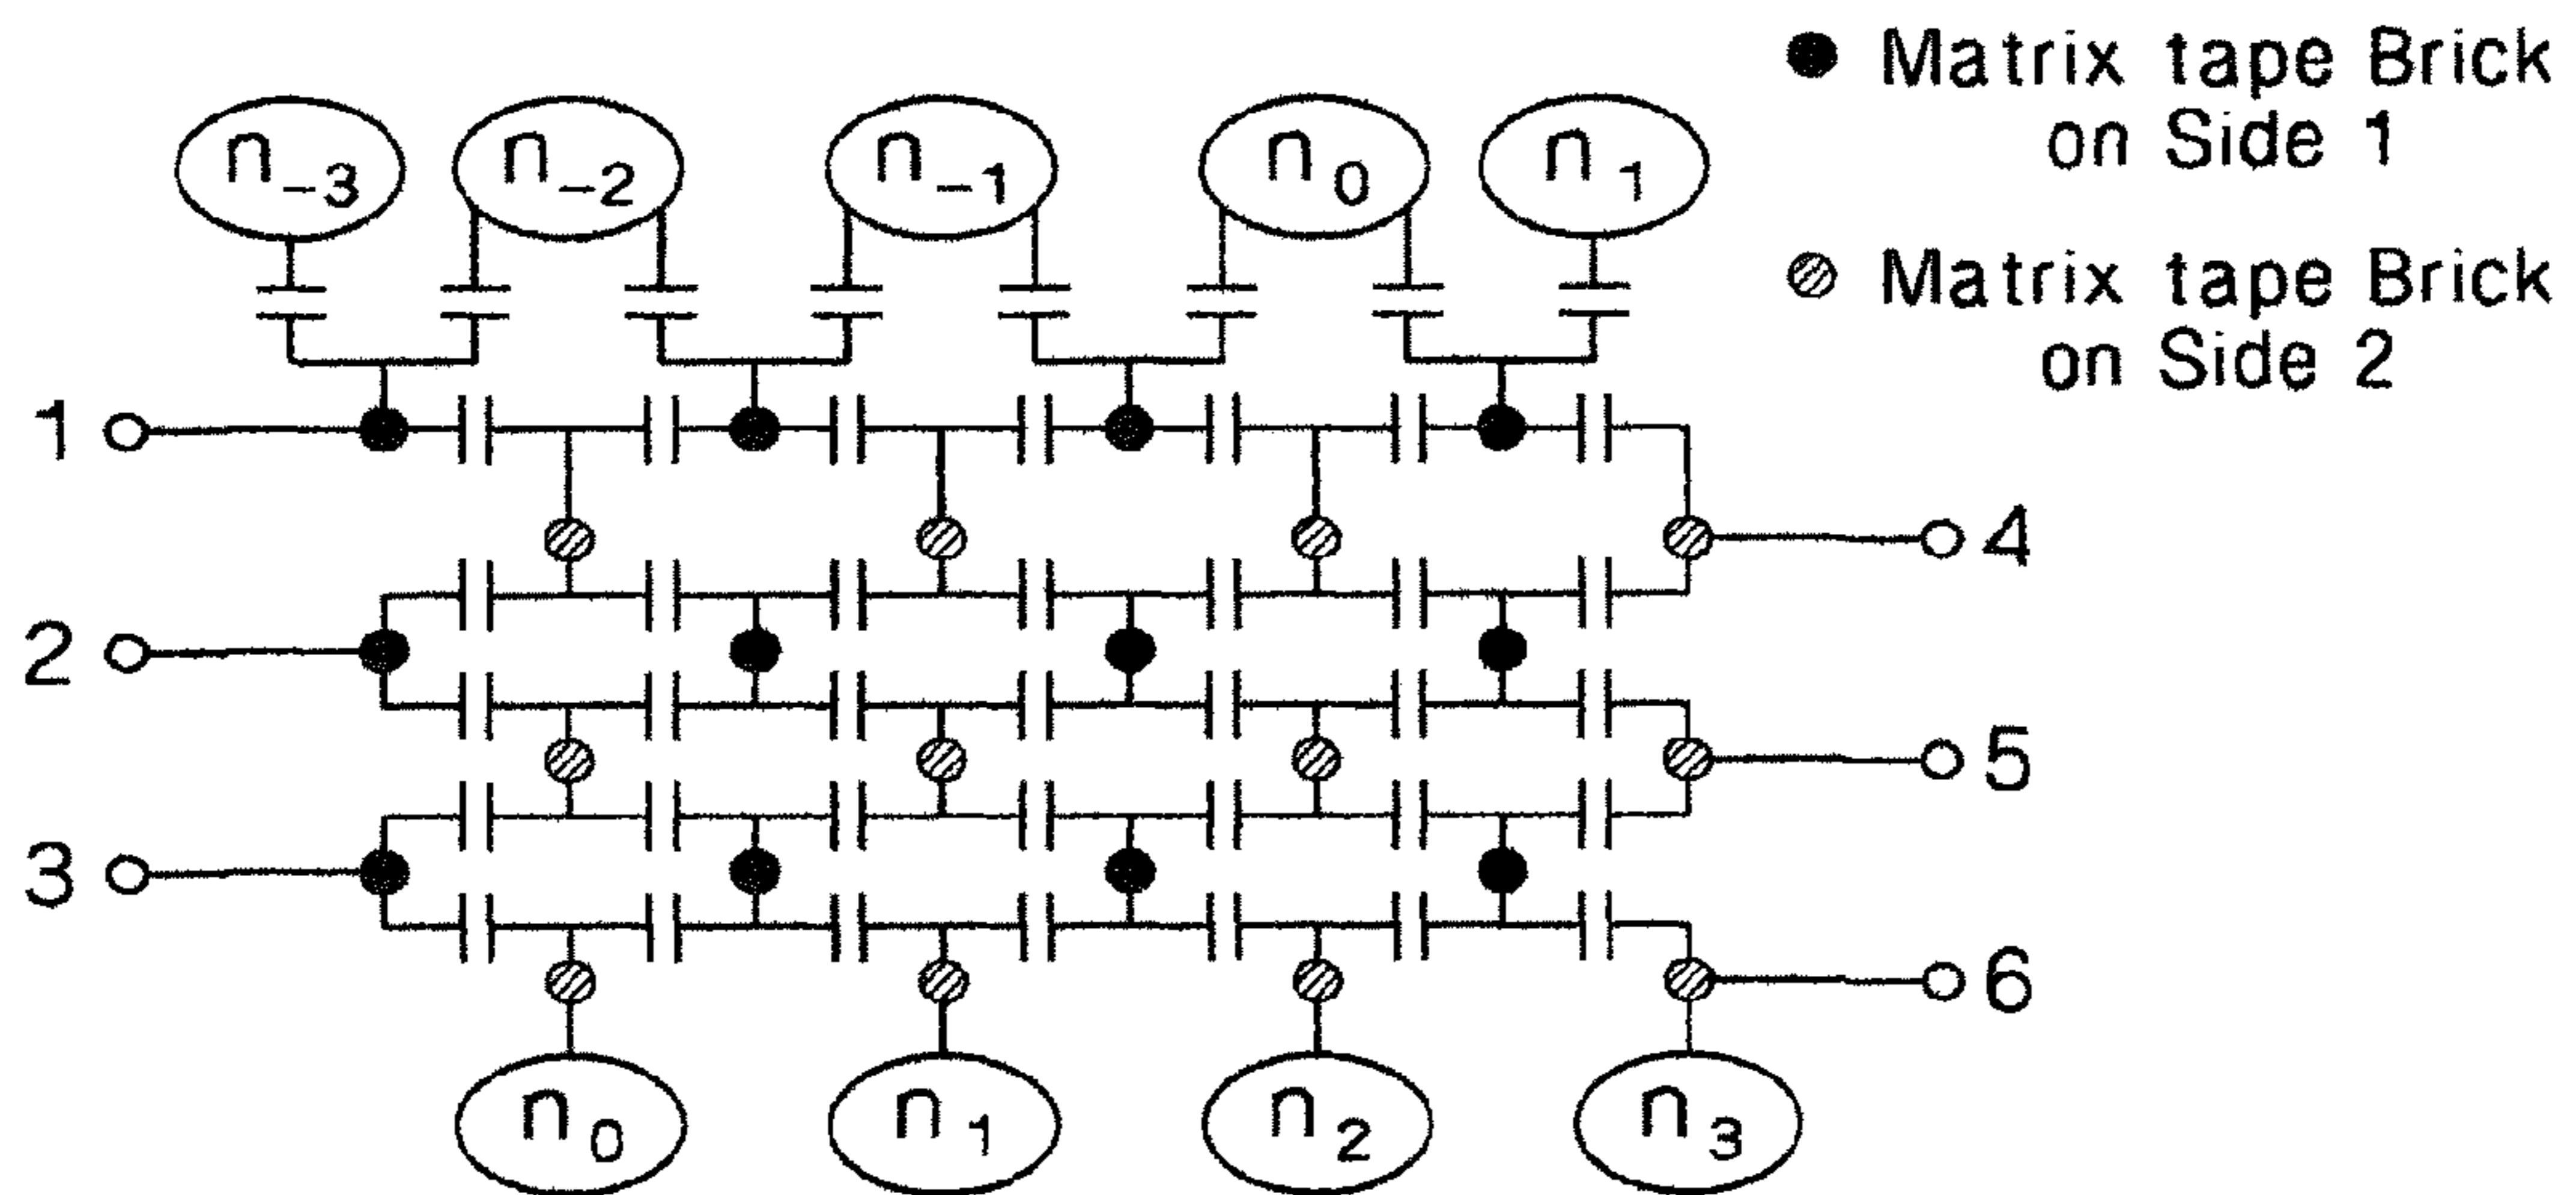 n₋₃ n₋₂ n₋₁ n₀ n₁
Matrix tape Brick
on Side 1
Matrix tape Brick
on Side 2
1
4
2
5
3
6
n₀ n₁ n₂ n₃